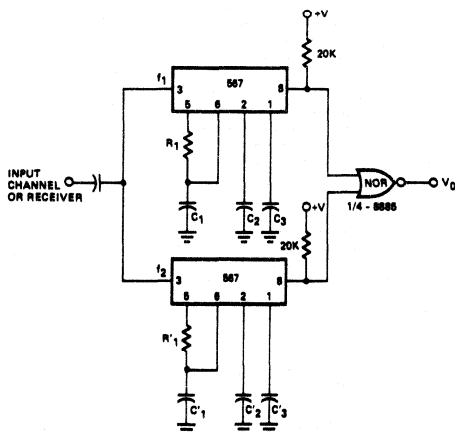 +V
20K
f1
567
3
8
5
6
2
1
R1
INPUT
CHANNEL
OR RECEIVER
C1
C2
C3
NOR
VO
1/4 - 8885
+V
20K
f2
567
3
8
5
6
2
1
R'1
C'1
C'2
C'3